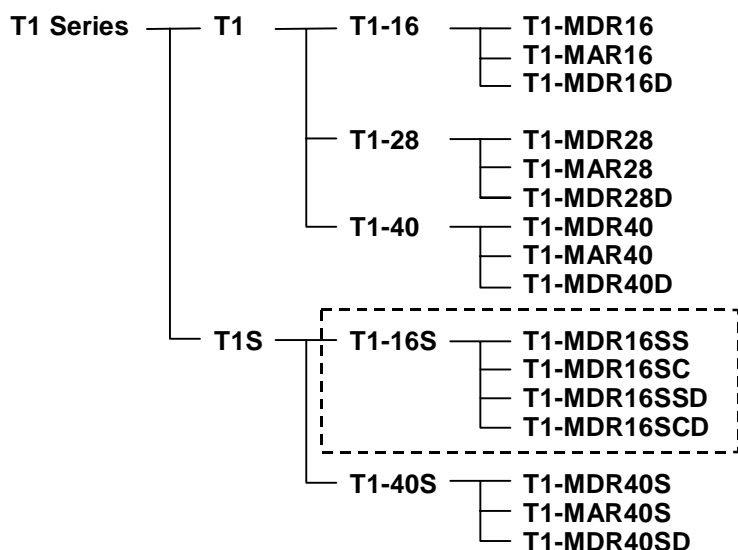 T1 Series T1 T1-16 T1-MDR16
T1-MAR16
T1-MDR16D
T1-28 T1-MDR28
T1-MAR28
T1-MDR28D
T1-40 T1-MDR40
T1-MAR40
T1-MDR40D
T1S T1-16S T1-MDR16SS
T1-MDR16SC
T1-MDR16SSD
T1-MDR16SCD
T1-40S T1-MDR40S
T1-MAR40S
T1-MDR40SD